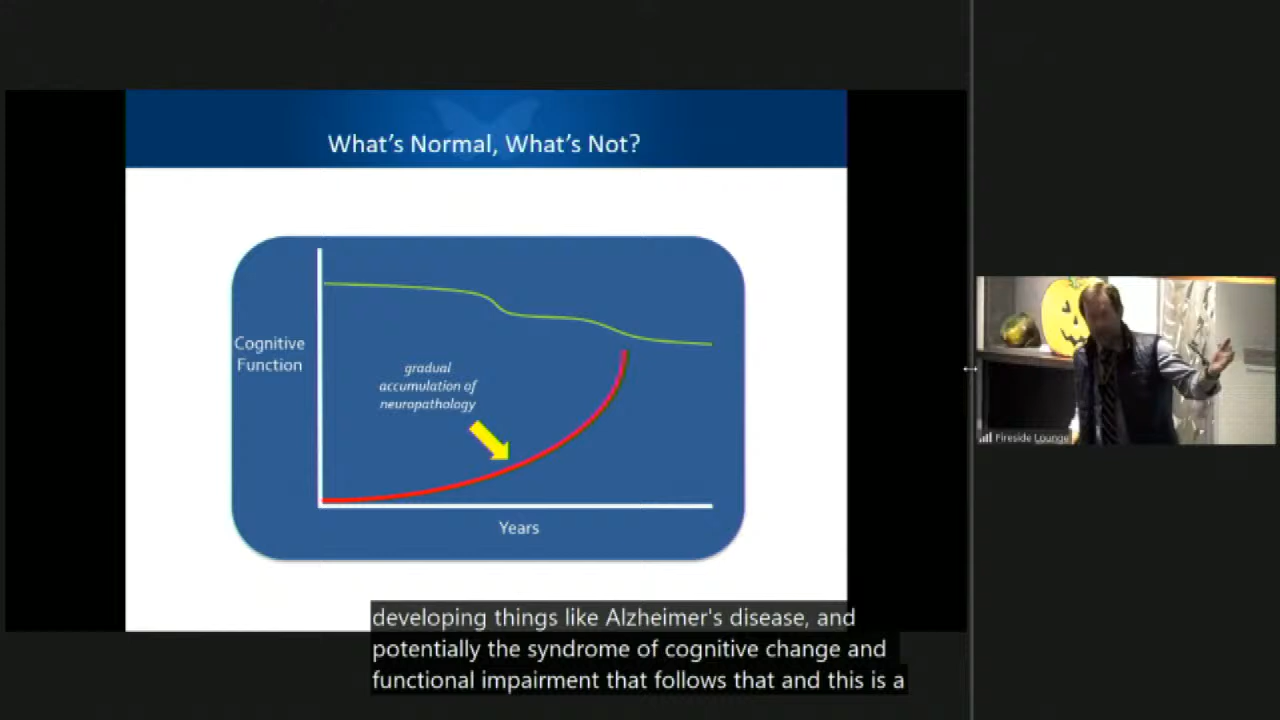 What's Normal, What's Not?
Cognitive
Function
gradual
accumulation of
neuropathology
Years
Fireside Lounge
developing things like Alzheimer's disease, and
potentially the syndrome of cognitive change and
functional impairment that follows that and this is a